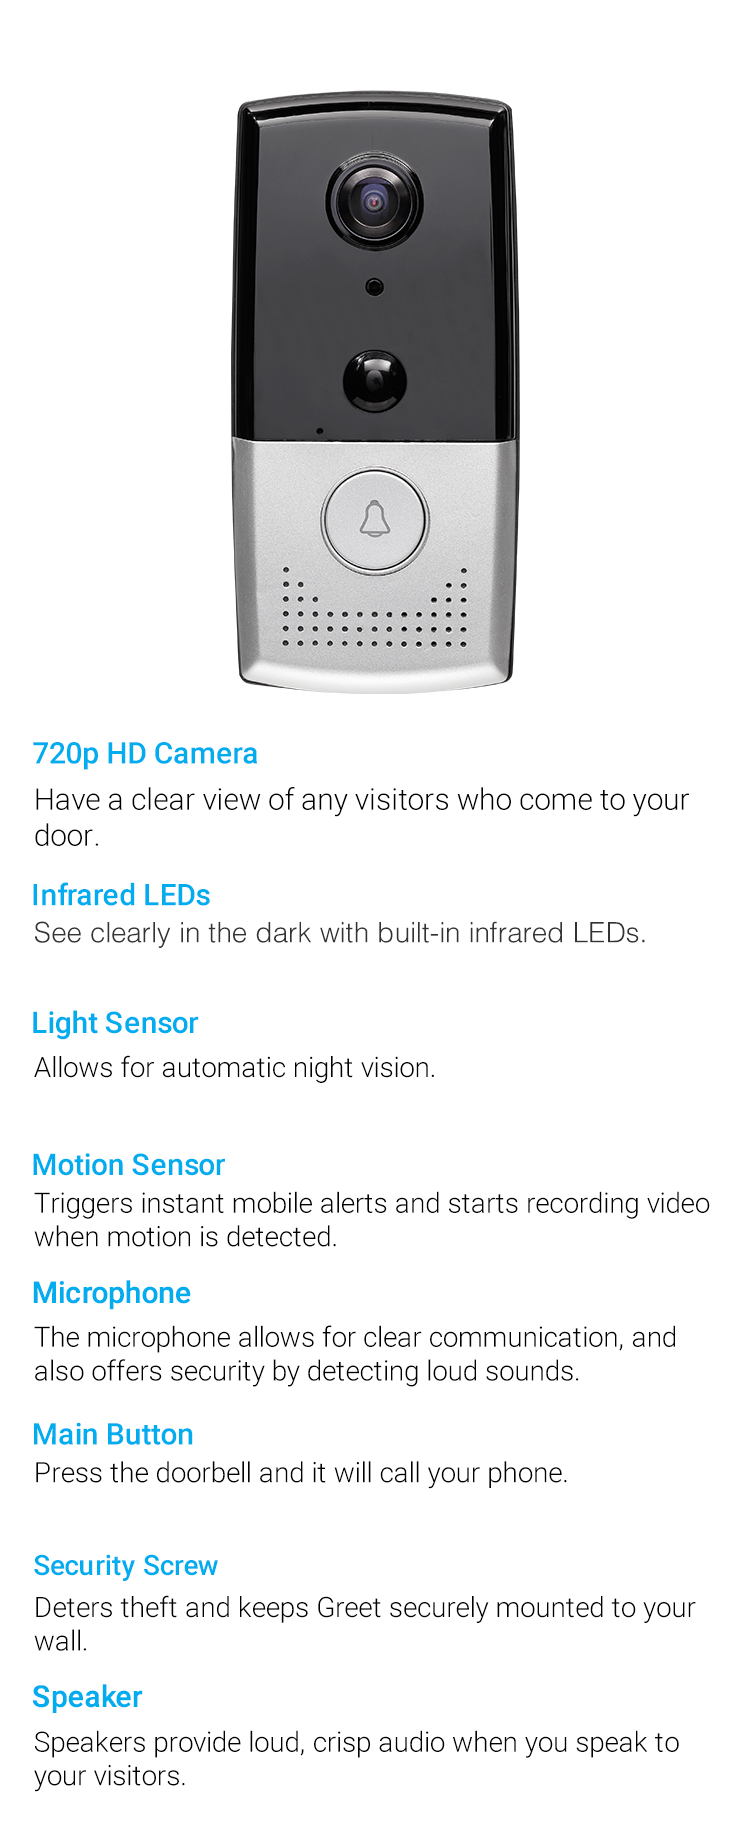 720p HD Camera
Have a clear view of any visitors who come to your
door.
Infrared LEDs
See clearly in the dark with built-in infrared LEDs.
Light Sensor
Allows for automatic night vision.
Motion Sensor
Triggers instant mobile alerts and starts recording video
when motion is detected.
Microphone
The microphone allows for clear communication, and
also offers security by detecting loud sounds.
Main Button
Press the doorbell and it will call your phone.
Security Screw
Deters theft and keeps Greet securely mounted to your
wall.
Speaker
Speakers provide loud, crisp audio when you speak to
your visitors.